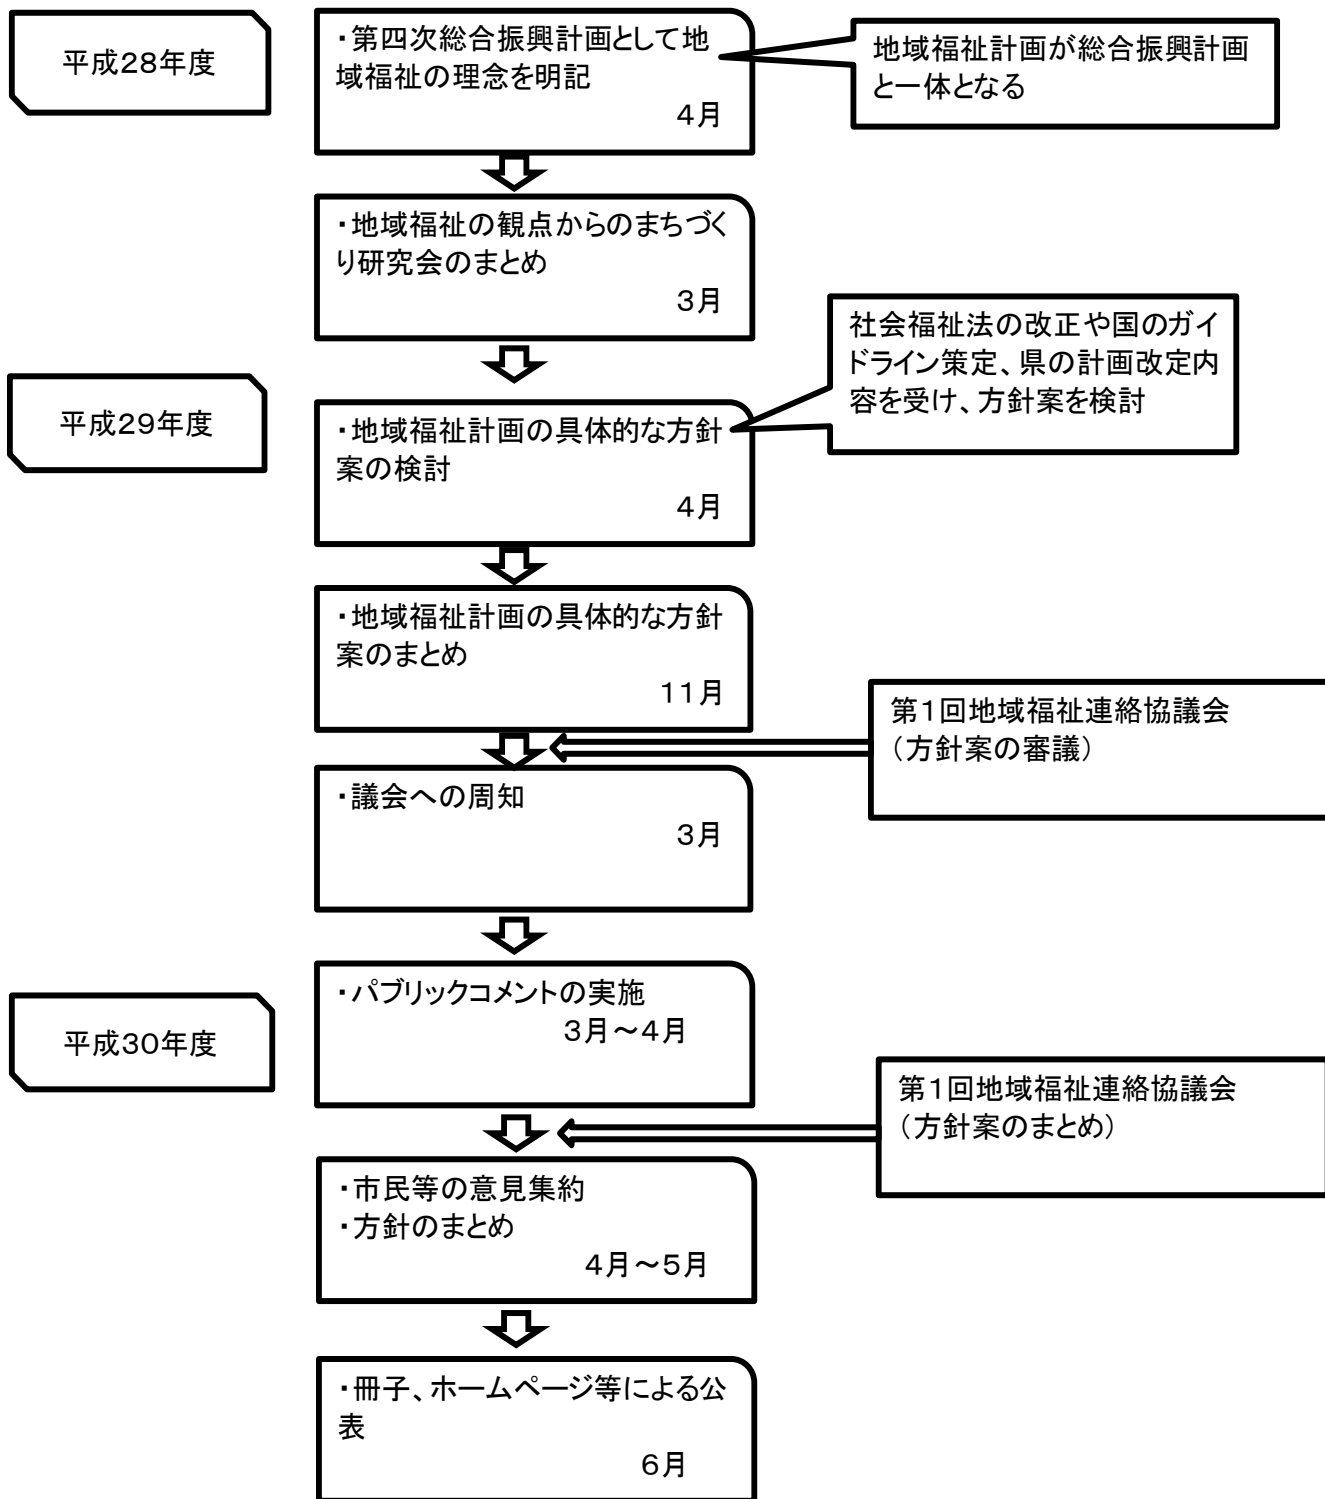 平成28年度
・第四次総合振興計画として地
域福祉の理念を明記
4月
地域福祉計画が総合振興計画
と一体となる
・地域福祉の観点からのまちづく
り研究会のまとめ
3月
平成29年度
社会福祉法の改正や国のガイ
ドライン策定、県の計画改定内
容を受け、方針案を検討
・地域福祉計画の具体的な方針
案の検討
4月
・地域福祉計画の具体的な方針
案のまとめ
11月
第1回地域福祉連絡協議会
（方針案の審議）
・議会への周知
3月
平成30年度
・パブリックコメントの実施
3月～4月
第1回地域福祉連絡協議会
（方針案のまとめ）
・市民等の意見集約
・方針のまとめ
4月～5月
・冊子、ホームページ等による公
表
6月